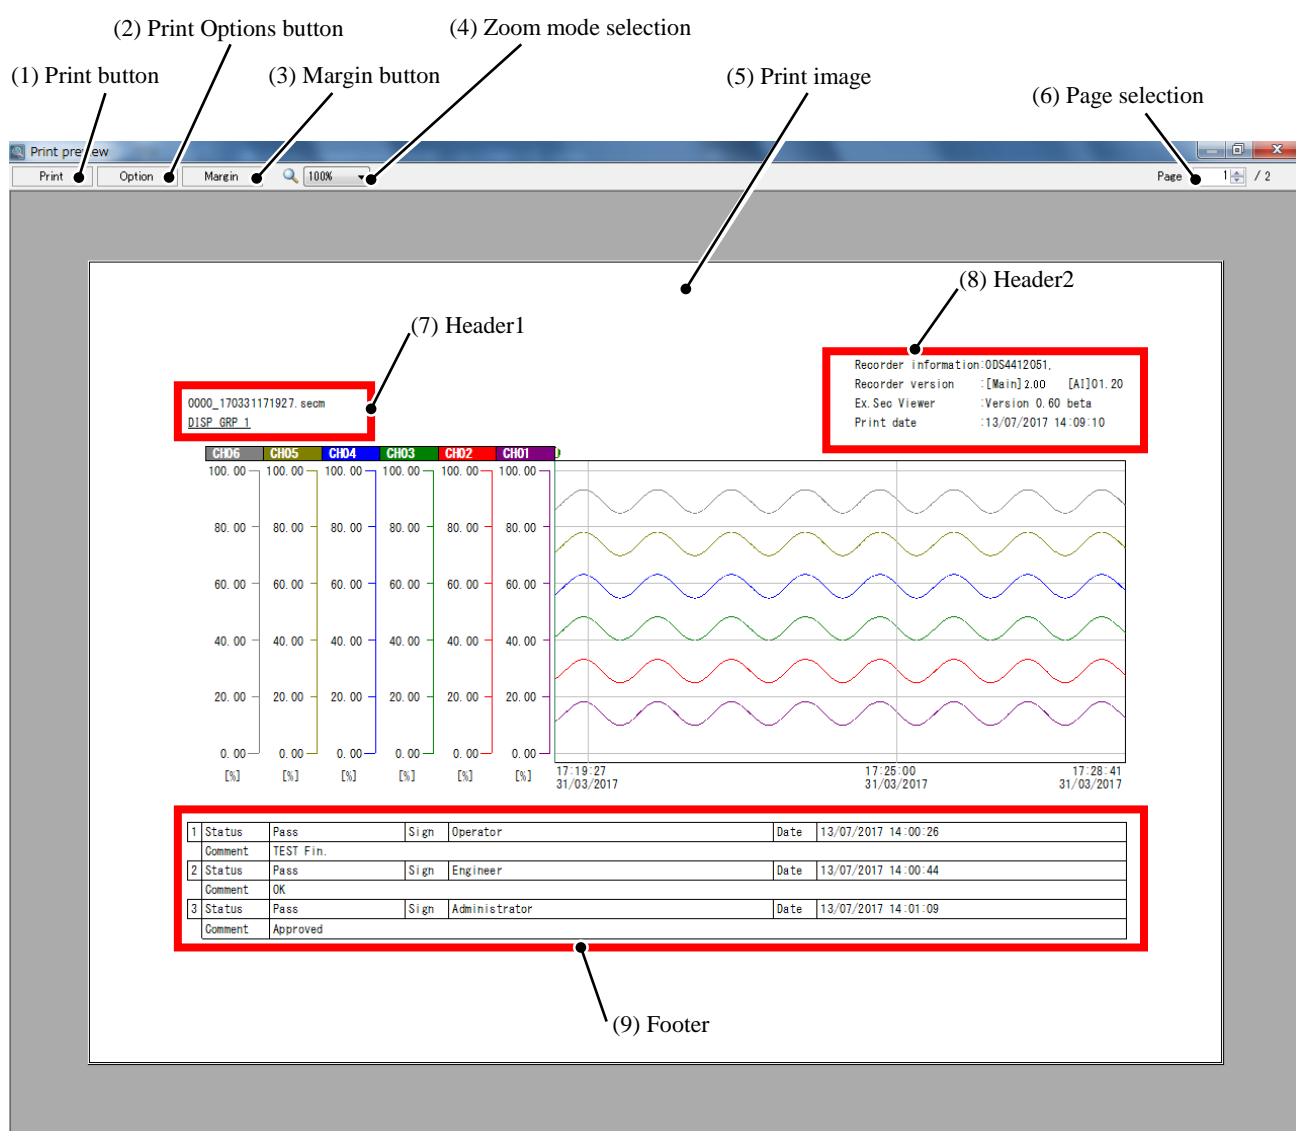 (2) Print Options button
(4) Zoom mode selection
(1) Print button
(3) Margin button
(5) Print image
(6) Page selection
Print preview
Print
Option
Margin
100%
Page 1 / 2
(8) Header2
(7) Header1
Recorder information:ODS4412051,
Recorder version :[Main]2.00 [AI]01.20
Ex.Sec Viewer :Version 0.60 beta
Print date :13/07/2017 14:09:10
0000_170331171927.secm
DISP GRP 1
CH06 CH05 CH04 CH03 CH02 CH01
100.00 100.00 100.00 100.00 100.00 100.00
80.00 80.00 80.00 80.00 80.00 80.00
60.00 60.00 60.00 60.00 60.00 60.00
40.00 40.00 40.00 40.00 40.00 40.00
20.00 20.00 20.00 20.00 20.00 20.00
0.00 0.00 0.00 0.00 0.00 0.00
[%] [%] [%] [%] [%] [%]
17:19:27 17:25:00 17:28:41
31/03/2017 31/03/2017 31/03/2017
1 Status Pass Sign Operator Date 13/07/2017 14:00:26
Comment TEST Fin.
2 Status Pass Sign Engineer Date 13/07/2017 14:00:44
Comment OK
3 Status Pass Sign Administrator Date 13/07/2017 14:01:09
Comment Approved
(9) Footer